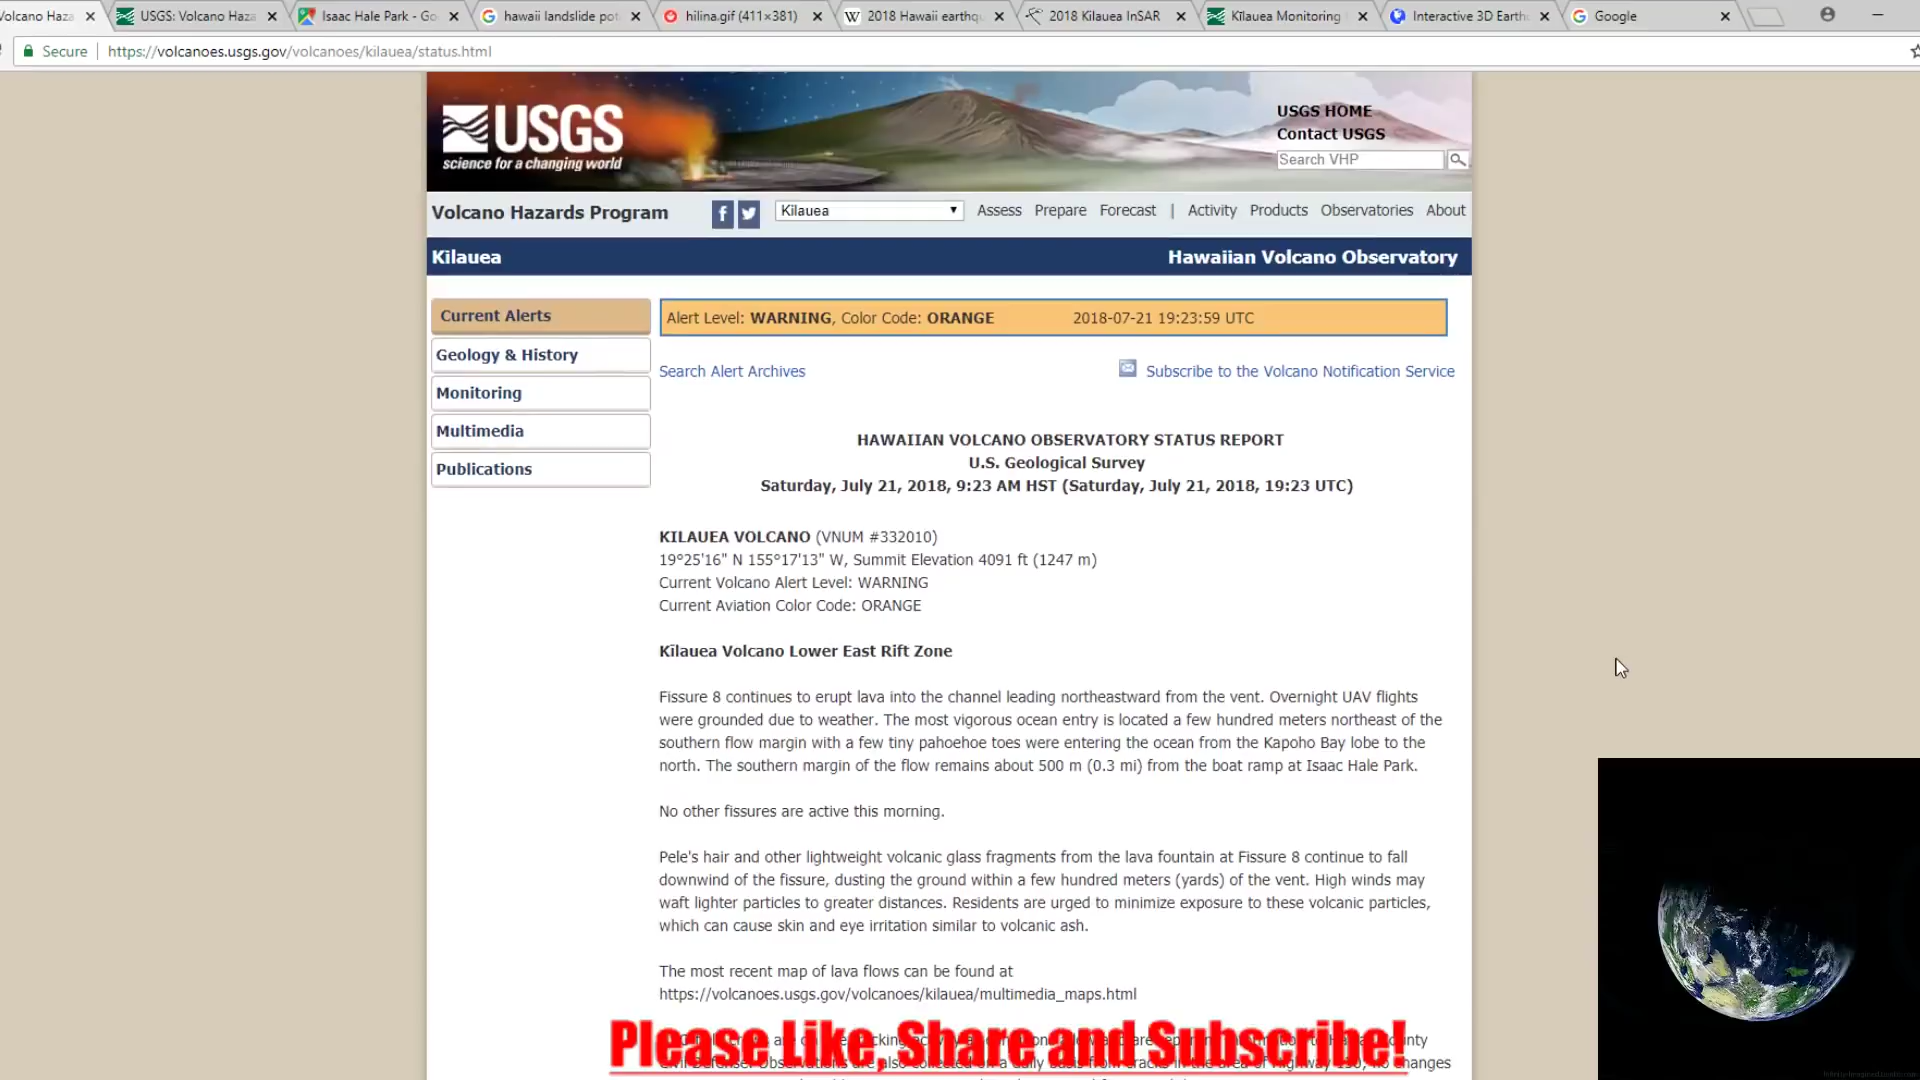 Volcano Haza
USGS: Volcano Haza
Isaac Hale Park - Go
hawaii landslide pot
hilina.gif (411×381)
2018 Hawaii earthqu
2018 Kilauea InSAR
Kīlauea Monitoring
Interactive 3D Earth
Google
Secure
https://volcanoes.usgs.gov/volcanoes/kilauea/status.html
USGS
science for a changing world
USGS HOME
Contact USGS
Search VHP
Volcano Hazards Program
Kilauea
Assess Prepare Forecast | Activity Products Observatories About
Kilauea
Hawaiian Volcano Observatory
Current Alerts
Geology & History
Monitoring
Multimedia
Publications
Alert Level: WARNING, Color Code: ORANGE 2018-07-21 19:23:59 UTC
Search Alert Archives
Subscribe to the Volcano Notification Service
HAWAIIAN VOLCANO OBSERVATORY STATUS REPORT
U.S. Geological Survey
Saturday, July 21, 2018, 9:23 AM HST (Saturday, July 21, 2018, 19:23 UTC)
KILAUEA VOLCANO (VNUM #332010)
19°25'16" N 155°17'13" W, Summit Elevation 4091 ft (1247 m)
Current Volcano Alert Level: WARNING
Current Aviation Color Code: ORANGE
Kīlauea Volcano Lower East Rift Zone
Fissure 8 continues to erupt lava into the channel leading northeastward from the vent. Overnight UAV flights
were grounded due to weather. The most vigorous ocean entry is located a few hundred meters northeast of the
southern flow margin with a few tiny pahoehoe toes were entering the ocean from the Kapoho Bay lobe to the
north. The southern margin of the flow remains about 500 m (0.3 mi) from the boat ramp at Isaac Hale Park.
No other fissures are active this morning.
Pele's hair and other lightweight volcanic glass fragments from the lava fountain at Fissure 8 continue to fall
downwind of the fissure, dusting the ground within a few hundred meters (yards) of the vent. High winds may
waft lighter particles to greater distances. Residents are urged to minimize exposure to these volcanic particles,
which can cause skin and eye irritation similar to volcanic ash.
The most recent map of lava flows can be found at
https://volcanoes.usgs.gov/volcanoes/kilauea/multimedia_maps.html
Please Like, Share and Subscribe!